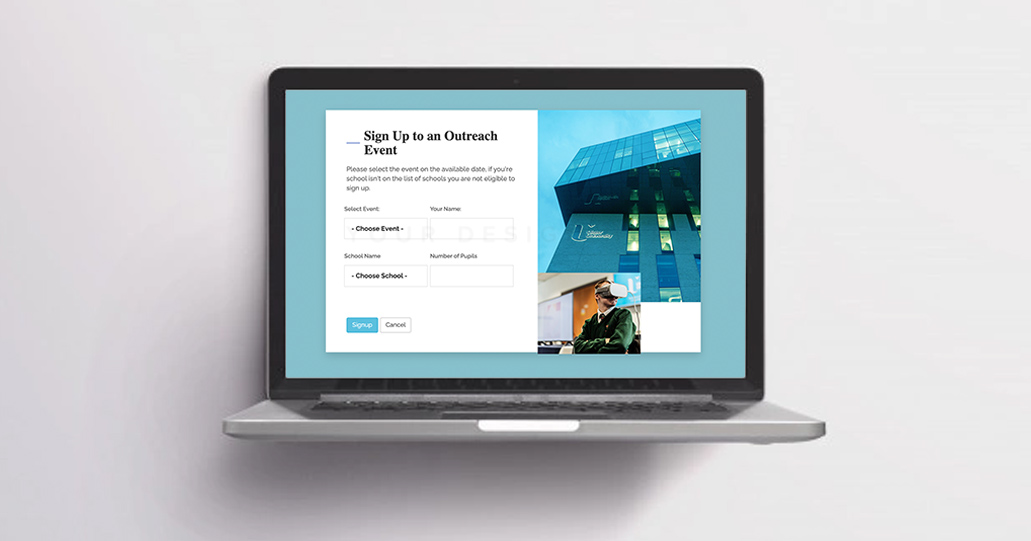 Sign Up to an Outreach
Event
Please select the event on the available date, if you're
school isn't on the list of schools you are not eligible to
sign up.
Select Event:
Your Name:
- Choose Event -
YOUR DESI
School Name
Number of Pupils
- Choose School -
Signup
Cancel
University